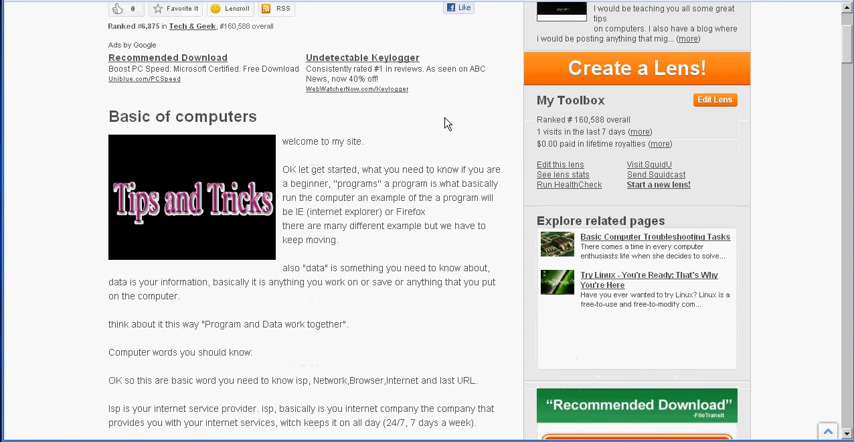 0 Favorite It Lensroll RSS Like
Ranked #6,875 in Tech & Geek, #160,588 overall
Ads by Google
Recommended Download
Boost PC Speed. Microsoft Certified. Free Download
Uniblue.com/PCSpeed
Undetectable Keylogger
Consistently rated #1 in reviews. As seen on ABC
News, now 40% off!
WebWatcherNow.com/Keylogger
Basic of computers
Tips and Tricks
welcome to my site.
OK let get started, what you need to know if you are
a beginner, "programs" a program is what basically
run the computer an example of the a program will
be IE (internet explorer) or Firefox
there are many different example but we have to
keep moving.
also "data" is something you need to know about,
data is your information, basically it is anything you work on or save or anything that you put
on the computer.
think about it this way "Program and Data work together".
Computer words you should know:
OK so this are basic word you need to know isp, Network,Browser,Internet and last URL.
Isp is your internet service provider. isp, basically is you internet company the company that
provides you with your internet services, witch keeps it on all day (24/7, 7 days a week).
I would be teaching you all some great
tips
on computers. I also have a blog where
i would be posting anything that mig... (more)
Create a Lens!
My Toolbox
Edit Lens
Ranked # 160,588 overall
1 visits in the last 7 days (more)
$0.00 paid in lifetime royalties (more)
Edit this lens Visit SquidU
See lens stats Send Squidcast
Run HealthCheck Start a new lens!
Explore related pages
Basic Computer Troubleshooting Tasks
There comes a time in every computer
enthusiasts life when she decides to solve...
Try Linux - You're Ready: That's Why
You're Here
Have you ever wanted to try Linux? Linux is a
free-to-use and free-to-modify com...
“Recommended Download”
-FileTransit